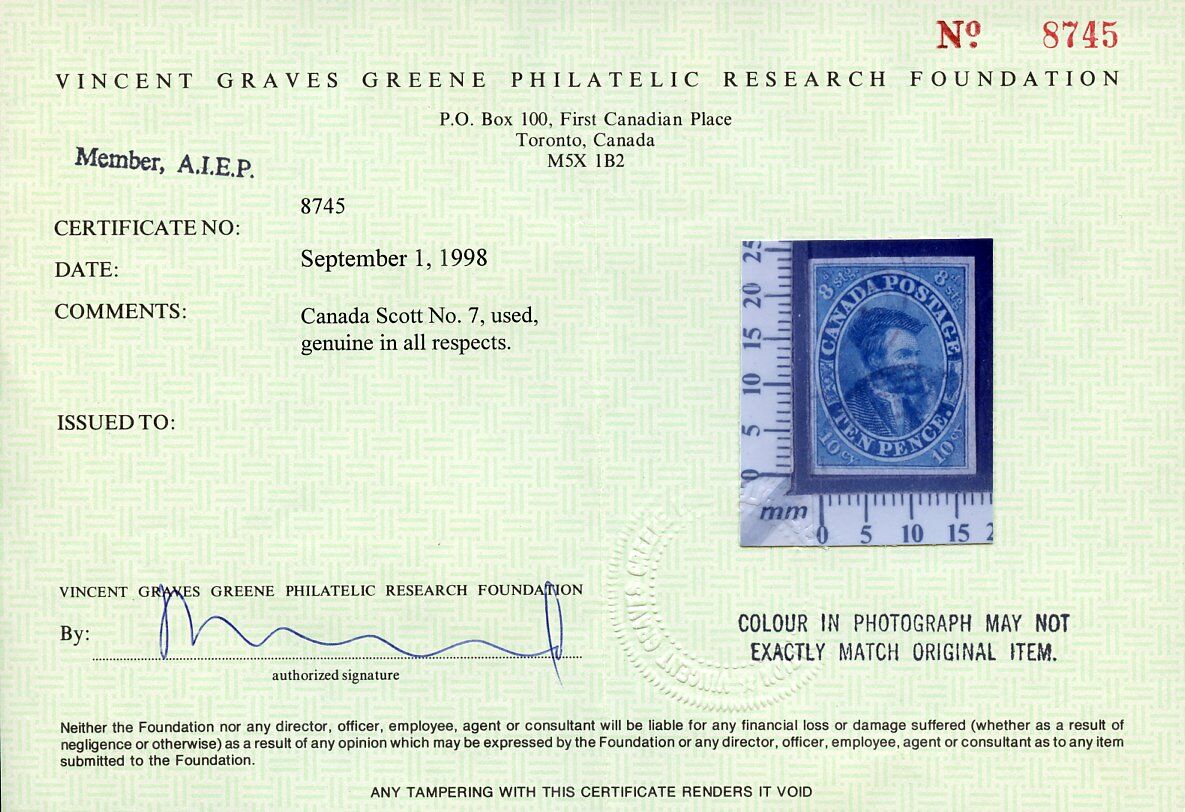 Nº 8745
VINCENT GRAVES GREENE PHILATELIC RESEARCH FOUNDATION
P.O. Box 100, First Canadian Place
Toronto, Canada
M5X 1B2
Member, A.I.E.P.
CERTIFICATE NO: 8745
DATE: September 1, 1998
COMMENTS: Canada Scott No. 7, used,
genuine in all respects.
ISSUED TO:
25
20
15
10
5
0
mm
0 5 10 15 2
8 d stg. 8 d stg.
CANADA POSTAGE
TEN PENCE.
10 cy 10 cy
VINCENT GRAVES GREENE PHILATELIC RESEARCH FOUNDATION
By:
authorized signature
VINCENT GRAVES GREEN
COLOUR IN PHOTOGRAPH MAY NOT
EXACTLY MATCH ORIGINAL ITEM.
Neither the Foundation nor any director, officer, employee, agent or consultant will be liable for any financial loss or damage suffered (whether as a result of
negligence or otherwise) as a result of any opinion which may be expressed by the Foundation or any director, officer, employee, agent or consultant as to any item
submitted to the Foundation.
ANY TAMPERING WITH THIS CERTIFICATE RENDERS IT VOID